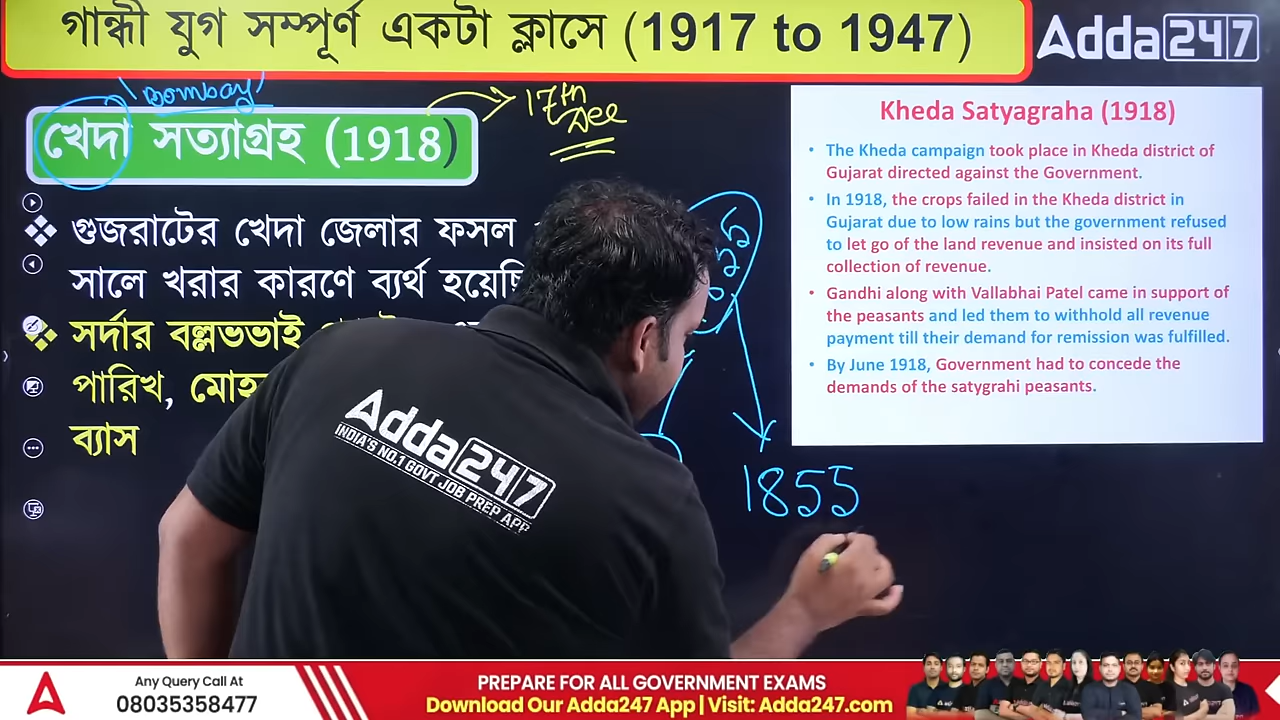 গান্ধী যুগ সম্পূর্ণ একটা ক্লাসে (1917 to 1947)
Adda247
Bombay
17th
Dec
খেদা সত্যাগ্রহ (1918)
গুজরাটের খেদা জেলার ফসল
সালে খরার কারণে ব্যর্থ
সর্দার বল্লভভাই
পারিখ,
ব্যাস
1855
Kheda Satyagraha (1918)
• The Kheda campaign took place in Kheda district of
Gujarat directed against the Government.
• In 1918, the crops failed in the Kheda district in
Gujarat due to low rains but the government refused
to let go of the land revenue and insisted on its full
collection of revenue.
• Gandhi along with Vallabhai Patel came in support of
the peasants and led them to withhold all revenue
payment till their demand for remission was fulfilled.
• By June 1918, Government had to concede the
demands of the satygrahi peasants.
Adda247
INDIA'S NO.1 GOVT JOB PREP APP
Any Query Call At
08035358477
PREPARE FOR ALL GOVERNMENT EXAMS
Download Our Adda247 App | Visit: Adda247.com